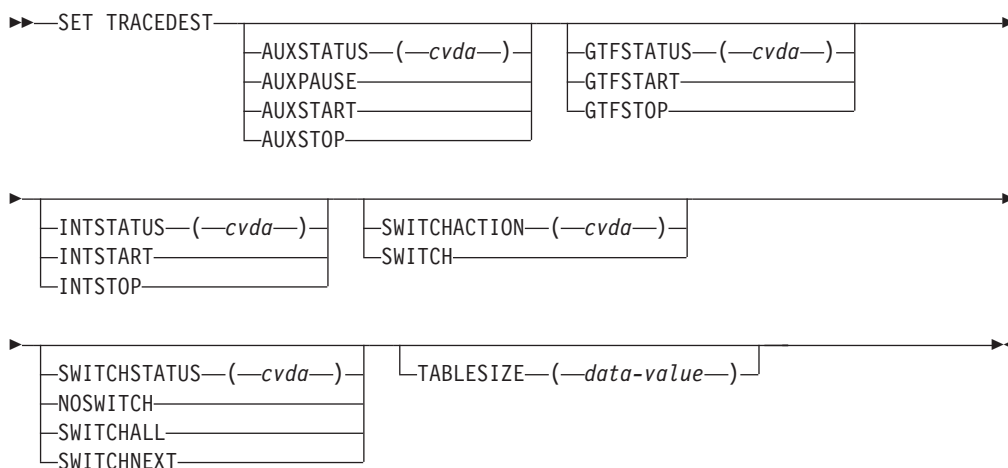 SET TRACEDEST
AUXSTATUS ( cvda )
AUXPAUSE
AUXSTART
AUXSTOP
GTFSTATUS ( cvda )
GTFSTART
GTFSTOP
INTSTATUS ( cvda )
INTSTART
INTSTOP
SWITCHACTION ( cvda )
SWITCH
SWITCHSTATUS ( cvda )
NOSWITCH
SWITCHALL
SWITCHNEXT
TABLESIZE ( data-value )